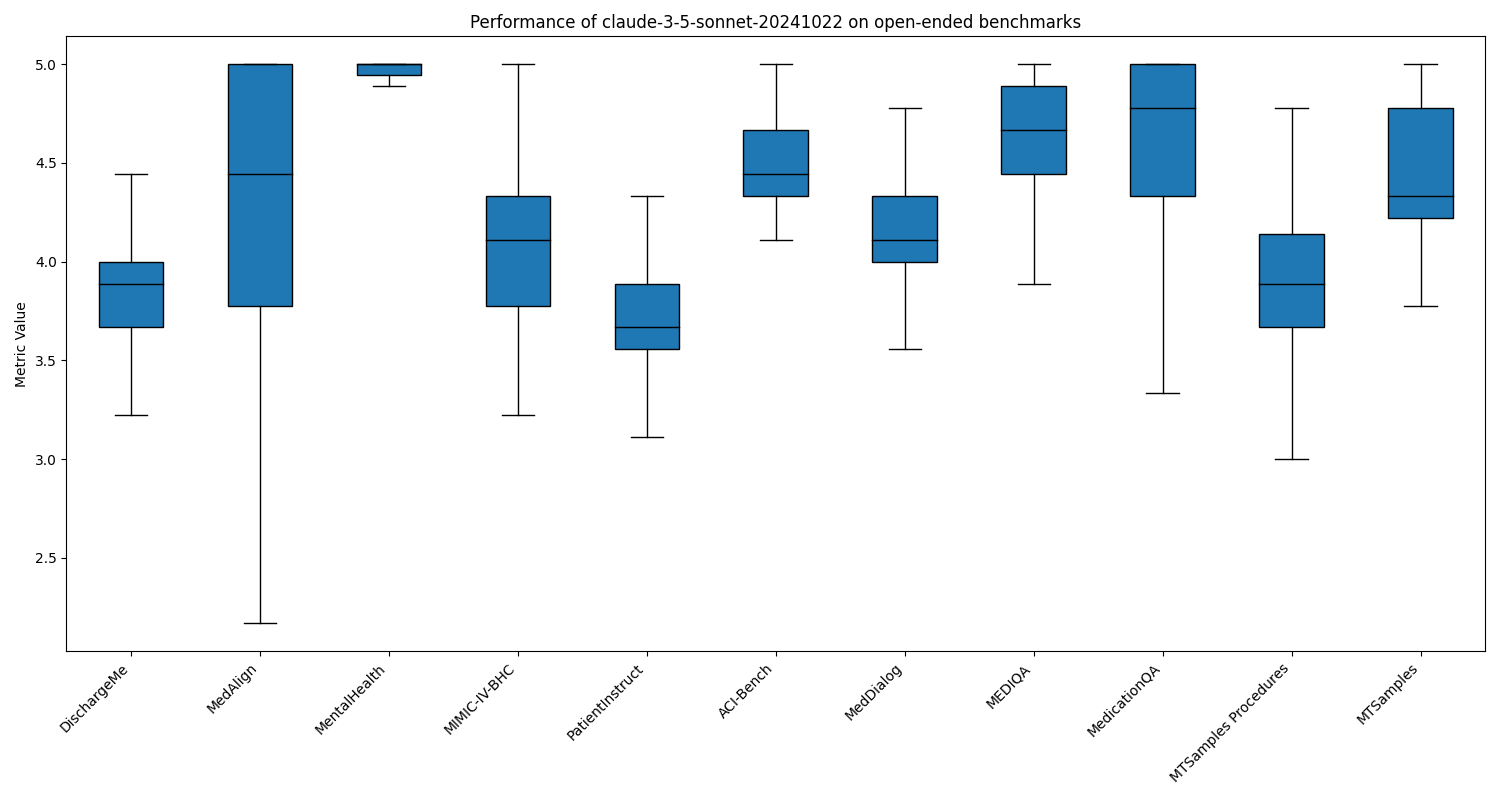 Performance of claude-3-5-sonnet-20241022 on open-ended benchmarks
Metric Value
5.0
4.5
4.0
3.5
3.0
2.5
DischargeMe
MedAlign
MentalHealth
MIMIC-IV-BHC
PatientInstruct
ACI-Bench
MedDialog
MEDIQA
MedicationQA
MTSamples Procedures
MTSamples